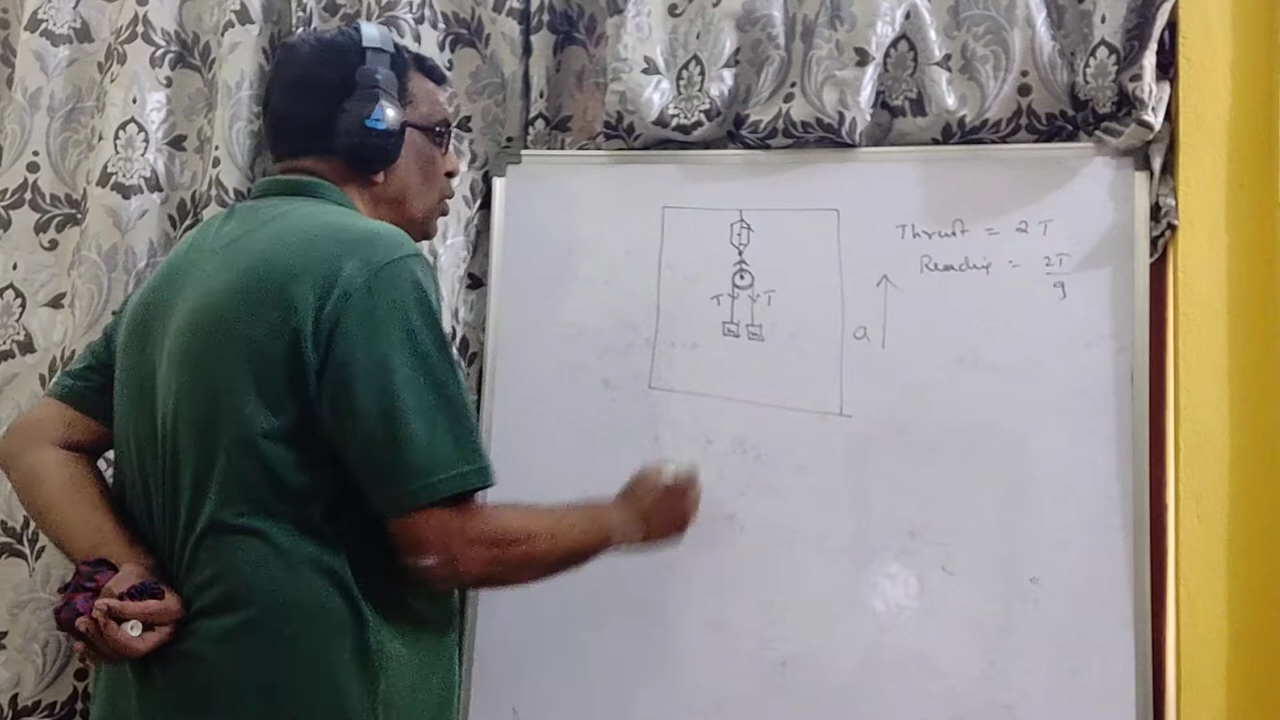 Thrust = 2T
Reading = 2T/g
T T
a